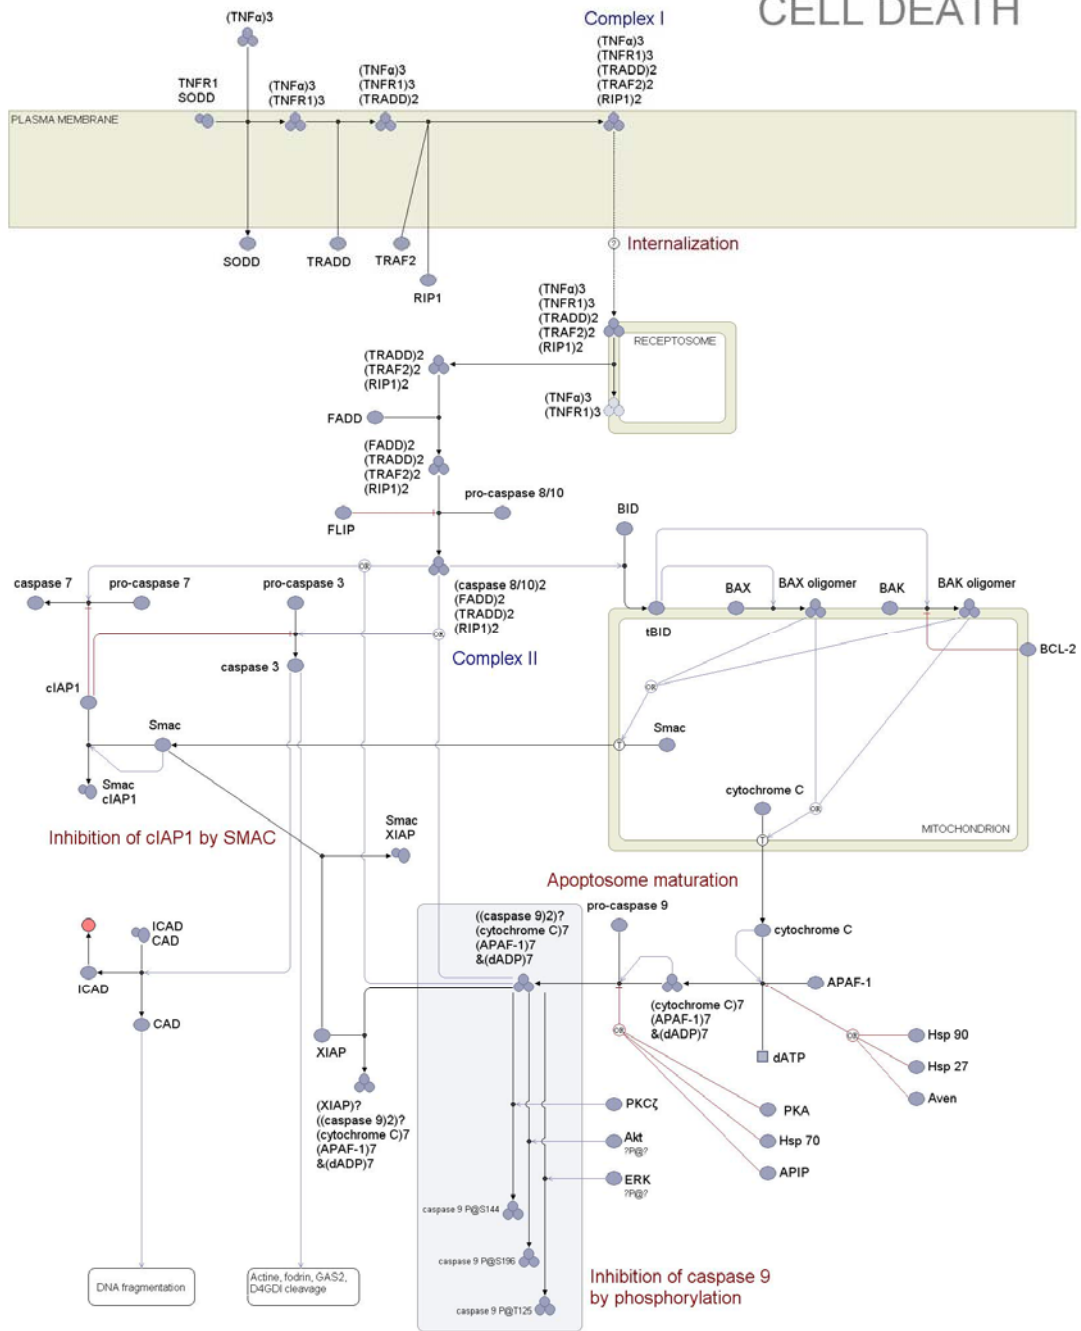 CELL DEATH
Complex I
(TNFα)3
(TNFα)3
(TNFR1)3
(TRADD)2
(TRAF2)2
(RIP1)2
TNFR1
SODD
(TNFα)3
(TNFR1)3
(TNFα)3
(TNFR1)3
(TRADD)2
PLASMA MEMBRANE
SODD
TRADD
TRAF2
RIP1
?
Internalization
(TNFα)3
(TNFR1)3
(TRADD)2
(TRAF2)2
(RIP1)2
RECEPTOSOME
(TRADD)2
(TRAF2)2
(RIP1)2
(TNFα)3
(TNFR1)3
FADD
(FADD)2
(TRADD)2
(TRAF2)2
(RIP1)2
pro-caspase 8/10
FLIP
BID
OR
caspase 7
pro-caspase 7
pro-caspase 3
(caspase 8/10)2
(FADD)2
(TRADD)2
(RIP1)2
BAX
BAX oligomer
BAK
BAK oligomer
tBID
OR
Complex II
BCL-2
caspase 3
cIAP1
OR
Smac
T
Smac
Smac
cIAP1
cytochrome C
OR
Inhibition of cIAP1 by SMAC
Smac
XIAP
T
MITOCHONDRION
Apoptosome maturation
pro-caspase 9
((caspase 9)2)?
(cytochrome C)7
(APAF-1)7
&(dADP)7
ICAD
CAD
cytochrome C
ICAD
APAF-1
(cytochrome C)7
(APAF-1)7
&(dADP)7
CAD
XIAP
OR
OR
Hsp 90
dATP
Hsp 27
Aven
(XIAP)?
((caspase 9)2)?
(cytochrome C)7
(APAF-1)7
&(dADP)7
PKCζ
PKA
Akt
?P@?
Hsp 70
ERK
?P@?
APIP
caspase 9 P@S144
caspase 9 P@S196
caspase 9 P@T125
DNA fragmentation
Actine, fodrin, GAS2,
D4GDI cleavage
Inhibition of caspase 9
by phosphorylation